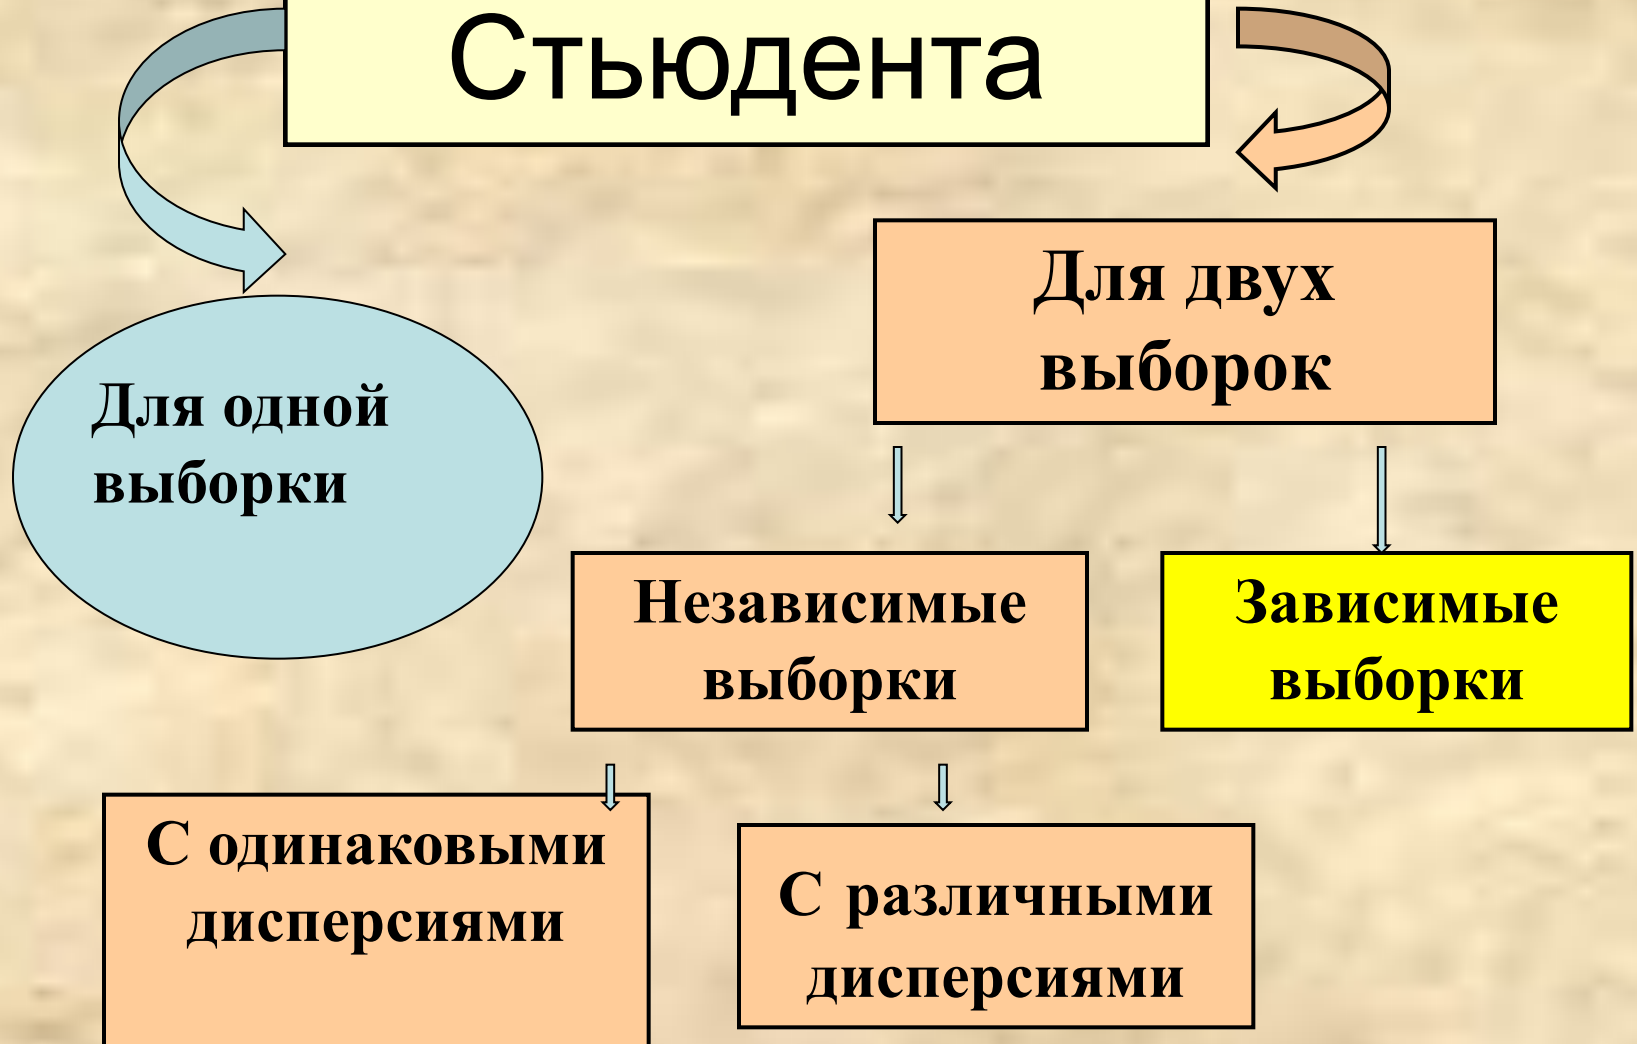 Стьюдента
Для одной
выборки
Для двух
выборок
Независимые
выборки
Зависимые
выборки
С одинаковыми
дисперсиями
С различными
дисперсиями